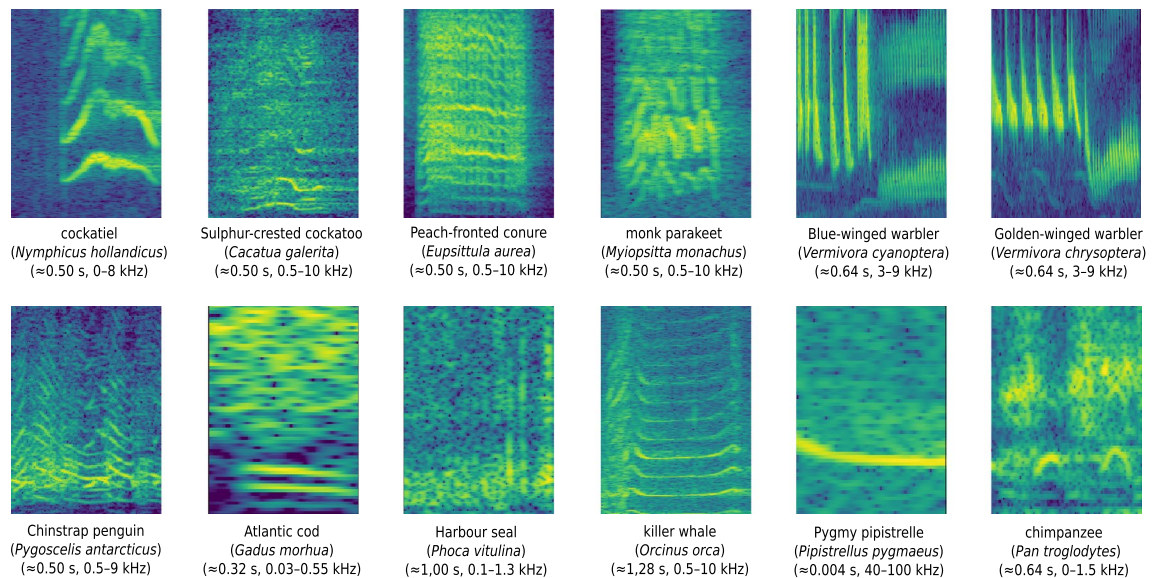 cockatiel
(Nymphicus hollandicus)
(≈0.50 s, 0–8 kHz)
Sulphur-crested cockatoo
(Cacatua galerita)
(≈0.50 s, 0.5–10 kHz)
Peach-fronted conure
(Eupsittula aurea)
(≈0.50 s, 0.5–10 kHz)
monk parakeet
(Myiopsitta monachus)
(≈0.50 s, 0.5–10 kHz)
Blue-winged warbler
(Vermivora cyanoptera)
(≈0.64 s, 3–9 kHz)
Golden-winged warbler
(Vermivora chrysoptera)
(≈0.64 s, 3–9 kHz)
Chinstrap penguin
(Pygoscelis antarcticus)
(≈0.50 s, 0.5–9 kHz)
Atlantic cod
(Gadus morhua)
(≈0.32 s, 0.03–0.55 kHz)
Harbour seal
(Phoca vitulina)
(≈1,00 s, 0.1–1.3 kHz)
killer whale
(Orcinus orca)
(≈1,28 s, 0.5–10 kHz)
Pygmy pipistrelle
(Pipistrellus pygmaeus)
(≈0.004 s, 40–100 kHz)
chimpanzee
(Pan troglodytes)
(≈0.64 s, 0–1.5 kHz)